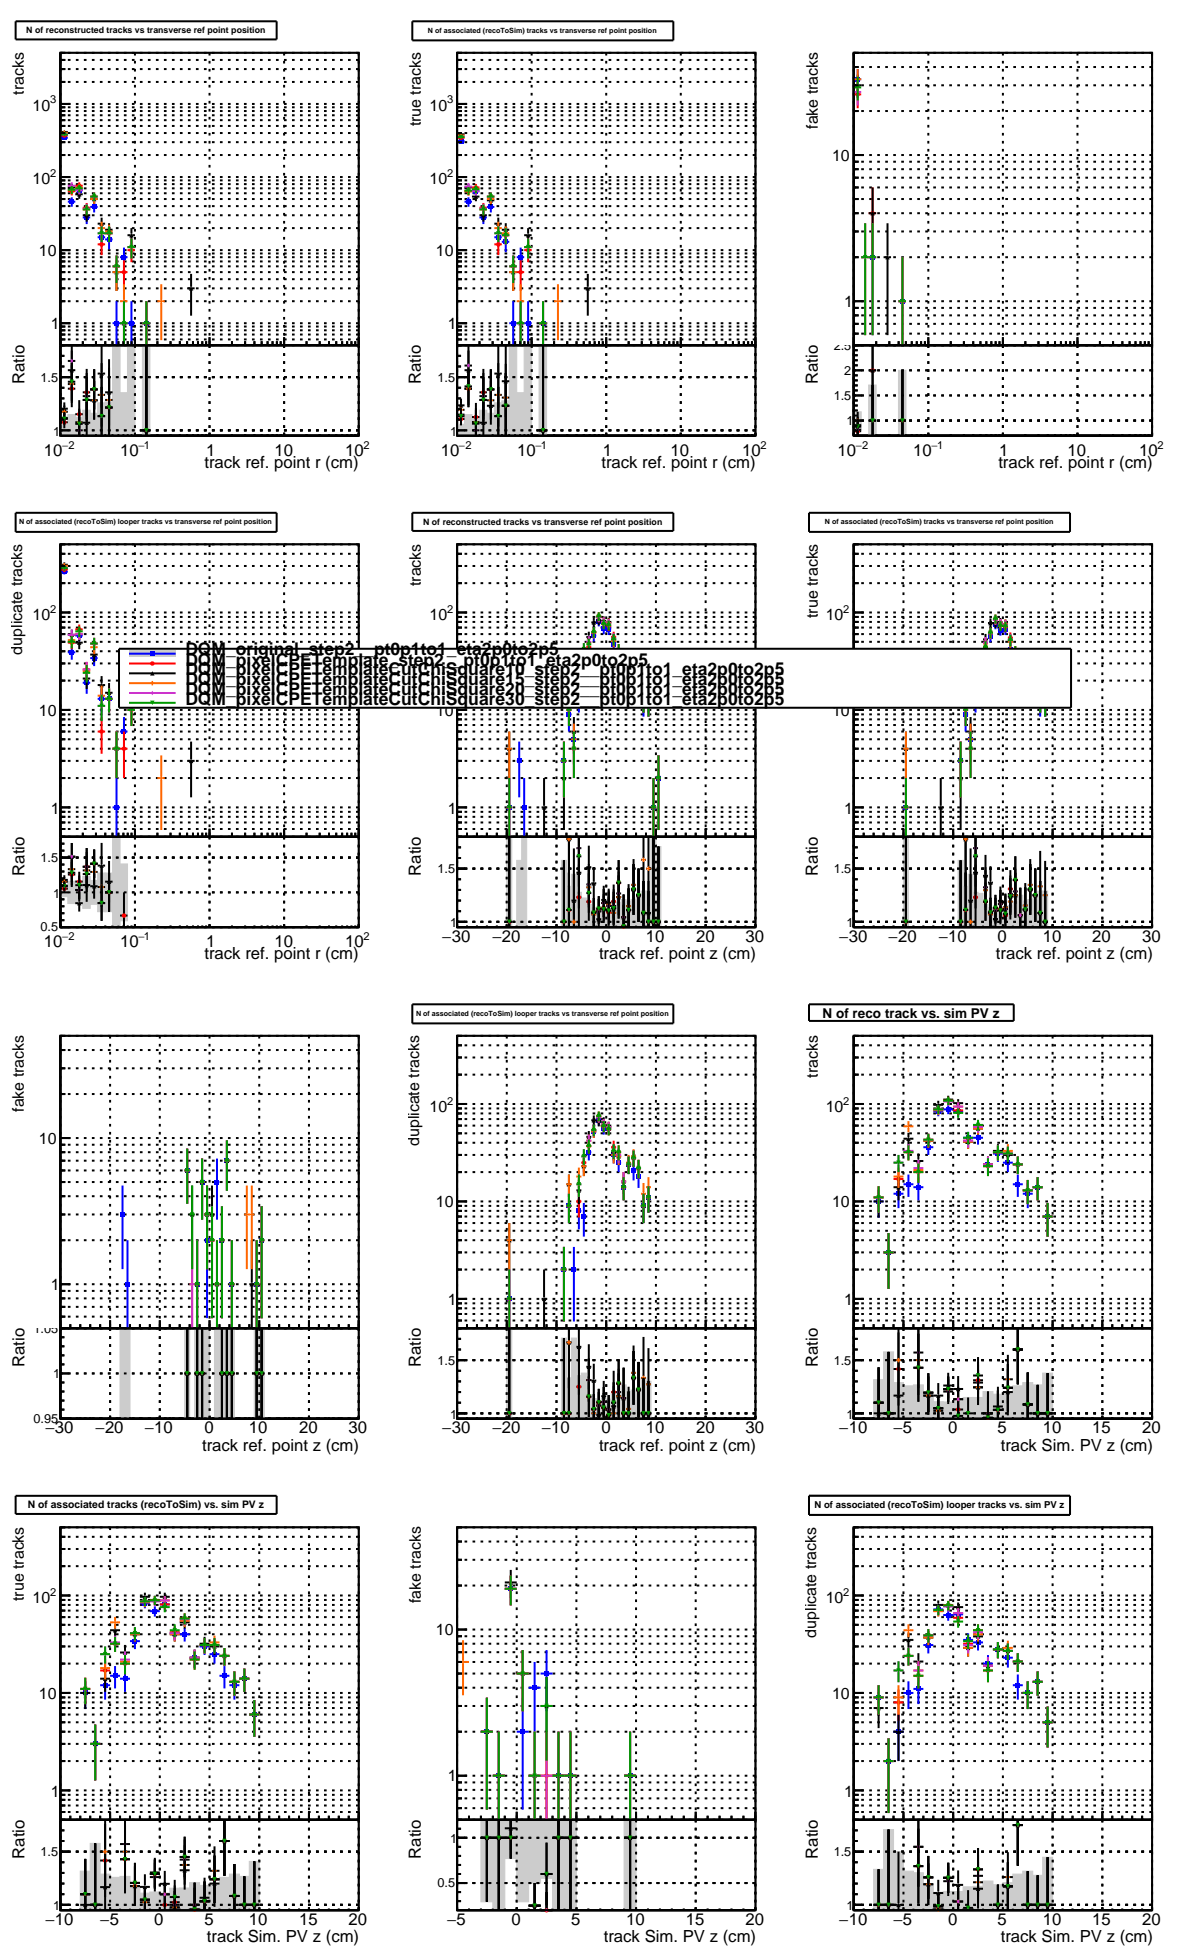 N of reconstructed tracks vs transverse ref point position
tracks
10^3
10^2
10
1
Ratio
1.5
1
10^−2 10^−1 1 10 10^2
track ref. point r (cm)
N of associated (recoToSim) tracks vs transverse ref point position
true tracks
10^3
10^2
10
1
Ratio
1.5
1
10^−2 10^−1 1 10 10^2
track ref. point r (cm)
fake tracks
10
1
Ratio
2.5
2
1.5
1
10^−2 10^−1 1 10 10^2
track ref. point r (cm)
N of associated (recoToSim) looper tracks vs transverse ref point position
duplicate tracks
10^2
10
1
Ratio
1.5
1
0.5
10^−2 10^−1 1 10 10^2
track ref. point r (cm)
N of reconstructed tracks vs transverse ref point position
tracks
10^2
10
1
Ratio
1.5
1
−30 −20 −10 0 10 20 30
track ref. point z (cm)
N of associated (recoToSim) tracks vs transverse ref point position
true tracks
10^2
10
1
Ratio
1.5
1
−30 −20 −10 0 10 20 30
track ref. point z (cm)
DQM_original_step2__pt0p1to1_eta2p0to2p5
DQM_pixelCPETemplate_step2__pt0p1to1_eta2p0to2p5
DQM_pixelCPETemplateCutChiSquare10_step2__pt0p1to1_eta2p0to2p5
DQM_pixelCPETemplateCutChiSquare15_step2__pt0p1to1_eta2p0to2p5
DQM_pixelCPETemplateCutChiSquare20_step2__pt0p1to1_eta2p0to2p5
DQM_pixelCPETemplateCutChiSquare30_step2__pt0p1to1_eta2p0to2p5
fake tracks
10
1
Ratio
1.05
1
0.95
−30 −20 −10 0 10 20 30
track ref. point z (cm)
N of associated (recoToSim) looper tracks vs transverse ref point position
duplicate tracks
10^2
10
1
Ratio
1.5
1
−30 −20 −10 0 10 20 30
track ref. point z (cm)
N of reco track vs. sim PV z
tracks
10^2
10
1
Ratio
1.5
1
−10 −5 0 5 10 15 20
track Sim. PV z (cm)
N of associated tracks (recoToSim) vs. sim PV z
true tracks
10^2
10
1
Ratio
1.5
1
−10 −5 0 5 10 15 20
track Sim. PV z (cm)
fake tracks
10
1
Ratio
1
0.5
−5 0 5 10 15 20
track Sim. PV z (cm)
N of associated (recoToSim) looper tracks vs. sim PV z
duplicate tracks
10^2
10
1
Ratio
1.5
1
−10 −5 0 5 10 15 20
track Sim. PV z (cm)